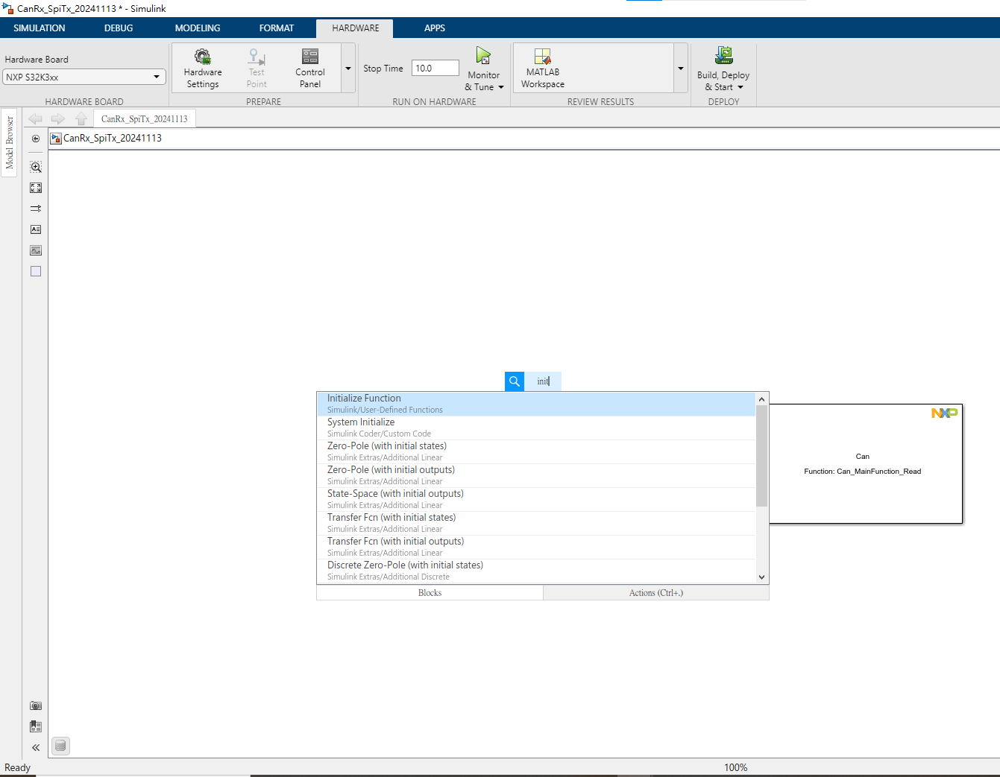 CanRx_SpiTx_20241113 * - Simulink
SIMULATION DEBUG MODELING FORMAT HARDWARE APPS
Hardware Board
NXP S32K3xx
HARDWARE BOARD
Hardware
Settings
Test
Point
Control
Panel
PREPARE
Stop Time 10.0
Monitor
& Tune
RUN ON HARDWARE
MATLAB
Workspace
REVIEW RESULTS
Build, Deploy
& Start
DEPLOY
Model Browser
CanRx_SpiTx_20241113
CanRx_SpiTx_20241113
init
Initialize Function
Simulink/User-Defined Functions
System Initialize
Simulink Coder/Custom Code
Zero-Pole (with initial states)
Simulink Extras/Additional Linear
Zero-Pole (with initial outputs)
Simulink Extras/Additional Linear
State-Space (with initial outputs)
Simulink Extras/Additional Linear
Transfer Fcn (with initial states)
Simulink Extras/Additional Linear
Transfer Fcn (with initial outputs)
Simulink Extras/Additional Linear
Discrete Zero-Pole (with initial states)
Simulink Extras/Additional Discrete
Blocks Actions (Ctrl+.)
NXP
Can
Function: Can_MainFunction_Read
Ready 100%